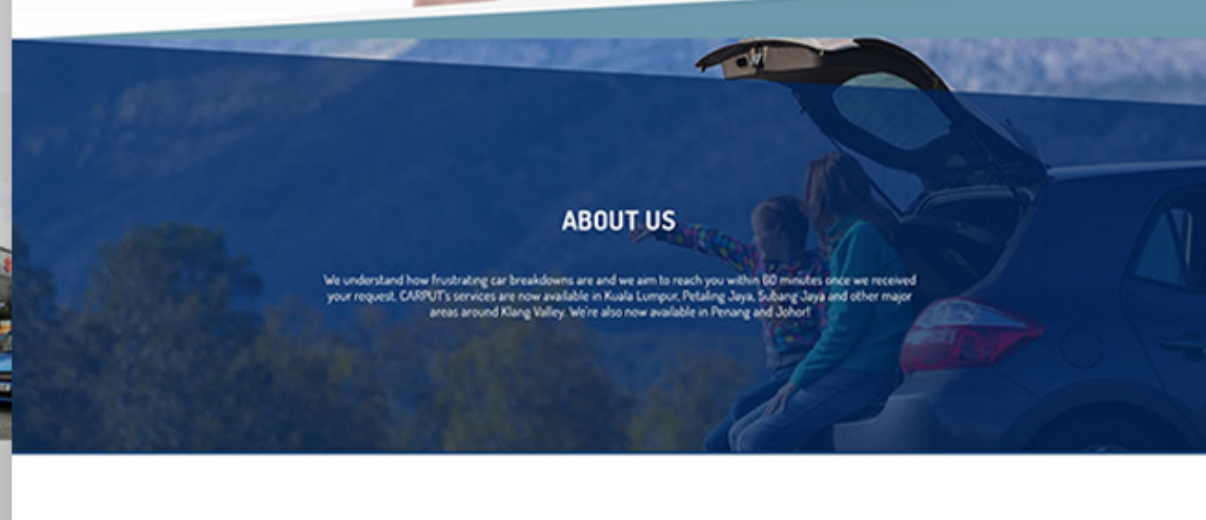 ABOUT US
We understand how frustrating car breakdowns are and we aim to reach you within 60 minutes once we received
your request. CARPUT's services are now available in Kuala Lumpur, Petaling Jaya, Subang Jaya and other major
areas around Klang Valley. We're also now available in Penang and Johor!